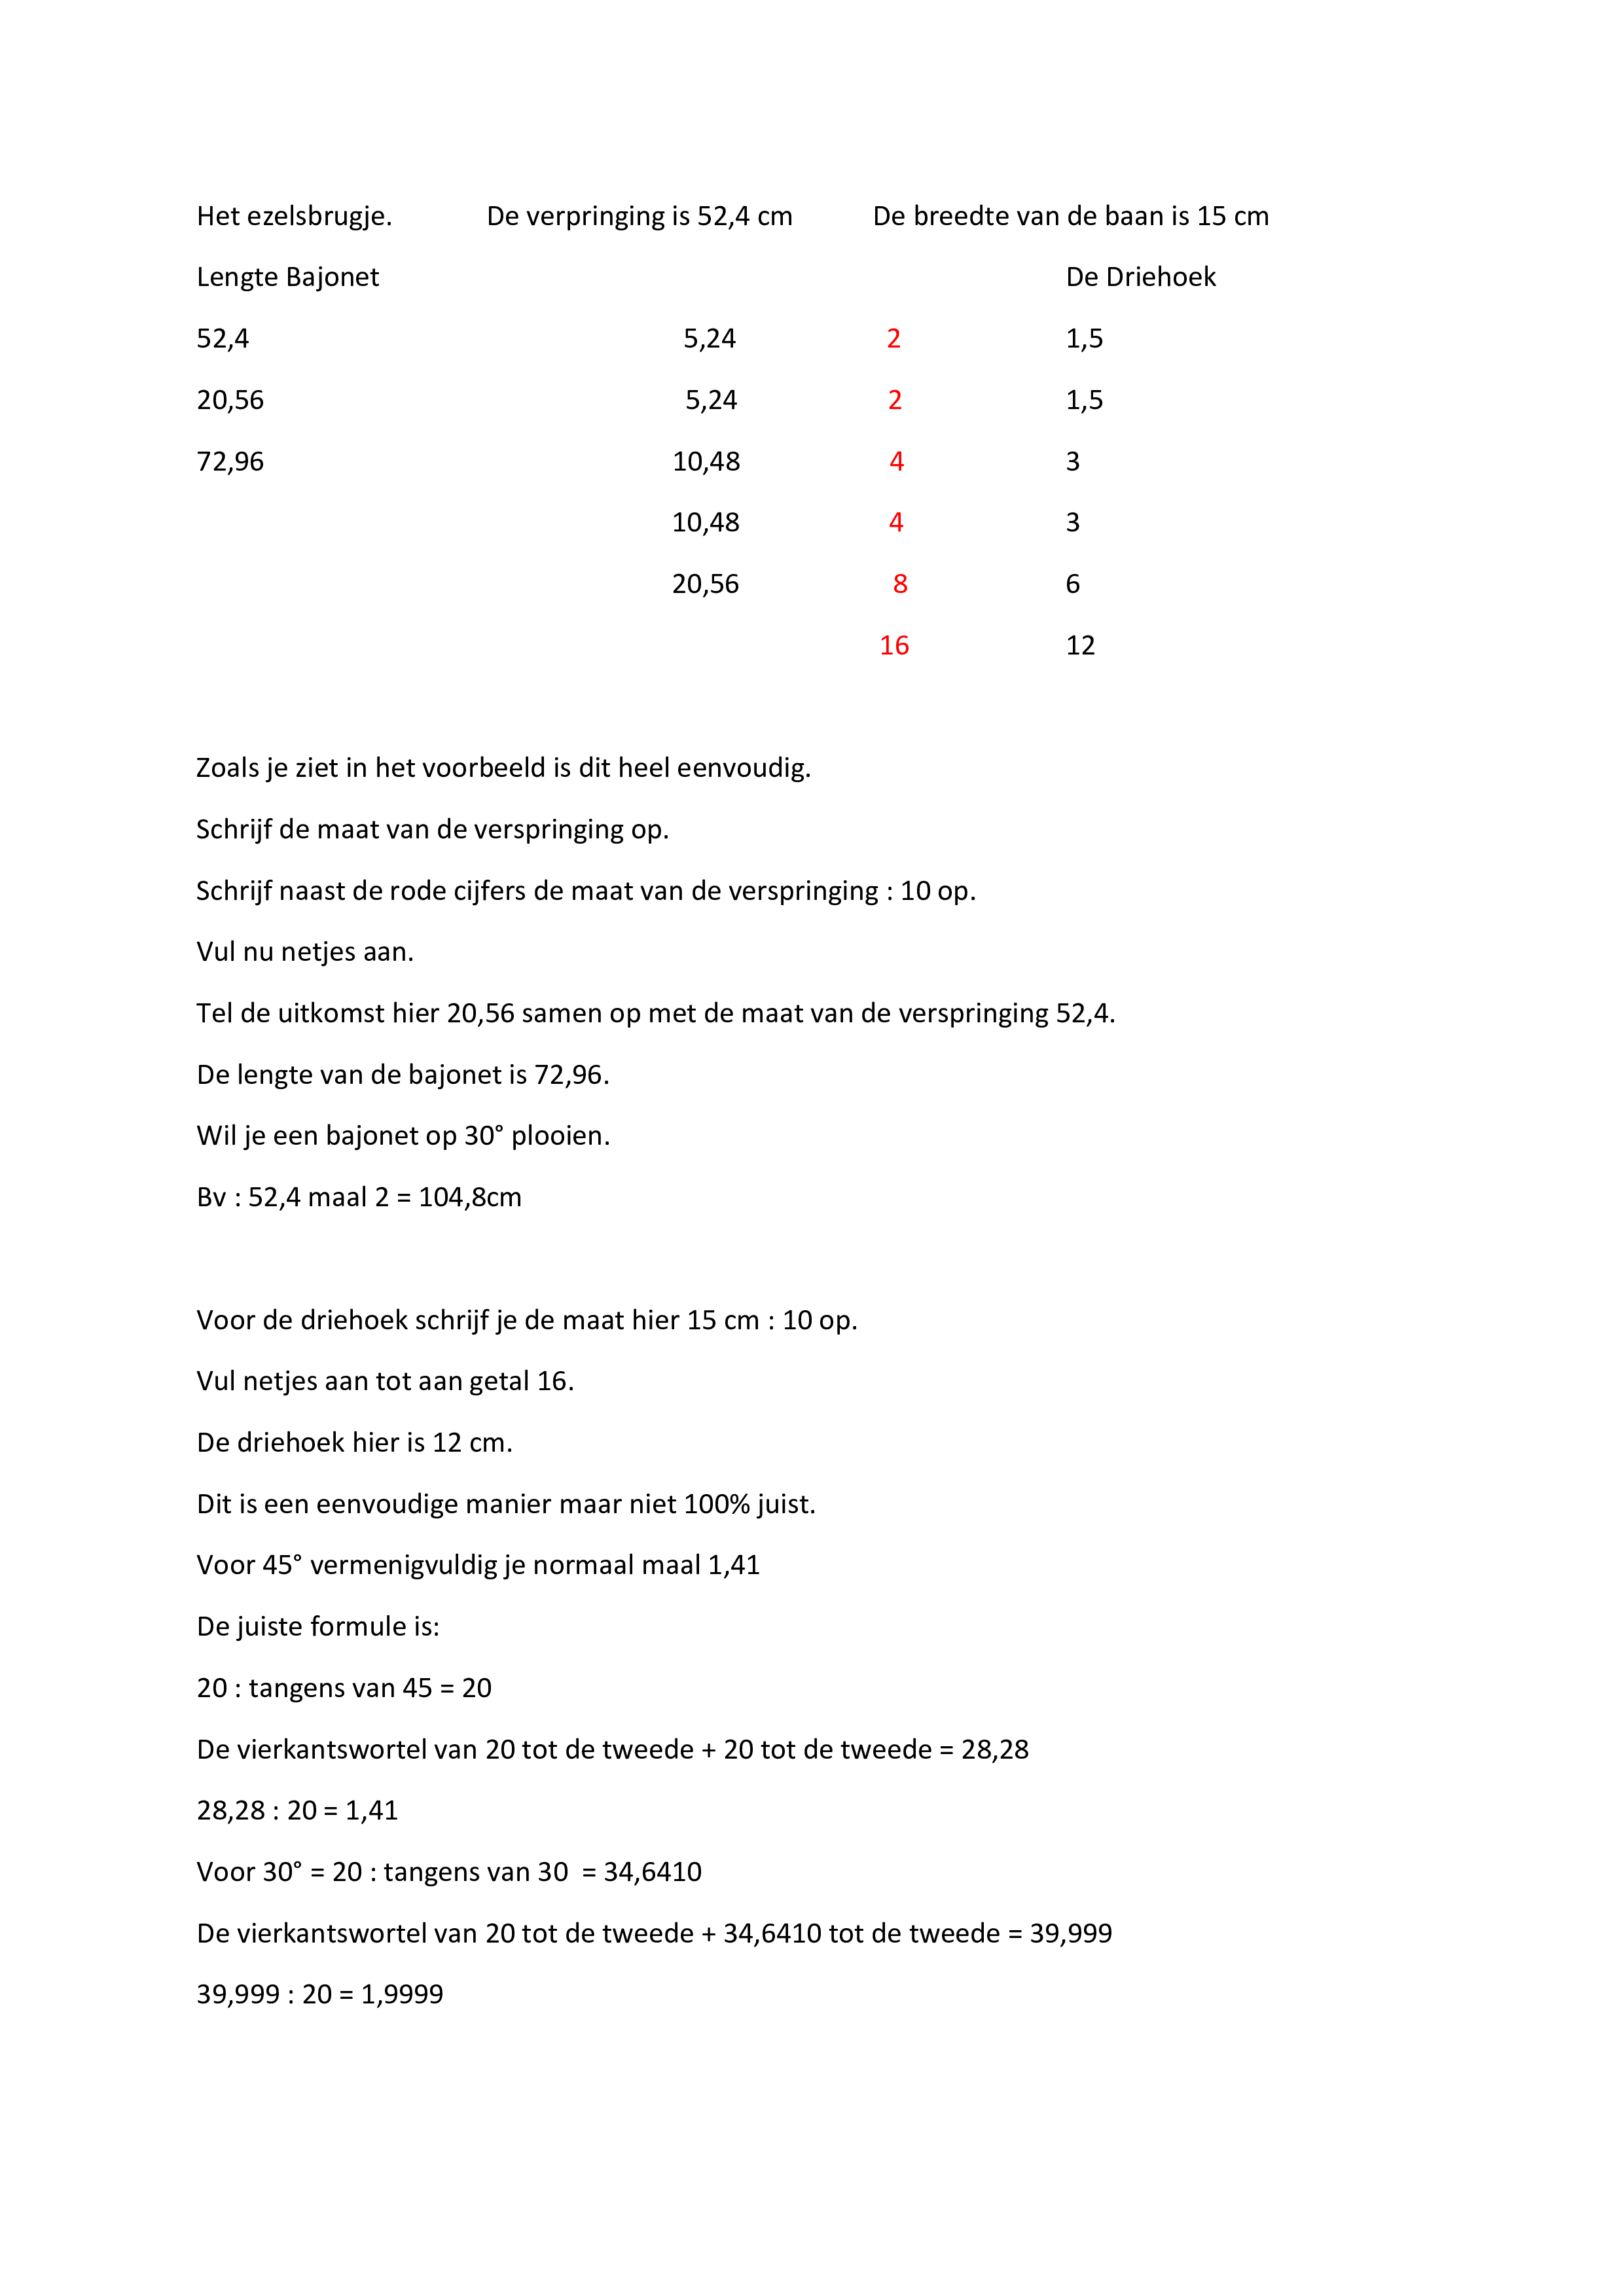 Het ezelsbrugje. De verpringing is 52,4 cm De breedte van de baan is 15 cm
Lengte Bajonet De Driehoek
52,4 5,24 2 1,5
20,56 5,24 2 1,5
72,96 10,48 4 3
10,48 4 3
20,56 8 6
16 12
Zoals je ziet in het voorbeeld is dit heel eenvoudig.
Schrijf de maat van de verspringing op.
Schrijf naast de rode cijfers de maat van de verspringing : 10 op.
Vul nu netjes aan.
Tel de uitkomst hier 20,56 samen op met de maat van de verspringing 52,4.
De lengte van de bajonet is 72,96.
Wil je een bajonet op 30° plooien.
Bv : 52,4 maal 2 = 104,8cm
Voor de driehoek schrijf je de maat hier 15 cm : 10 op.
Vul netjes aan tot aan getal 16.
De driehoek hier is 12 cm.
Dit is een eenvoudige manier maar niet 100% juist.
Voor 45° vermenigvuldig je normaal maal 1,41
De juiste formule is:
20 : tangens van 45 = 20
De vierkantswortel van 20 tot de tweede + 20 tot de tweede = 28,28
28,28 : 20 = 1,41
Voor 30° = 20 : tangens van 30 = 34,6410
De vierkantswortel van 20 tot de tweede + 34,6410 tot de tweede = 39,999
39,999 : 20 = 1,9999